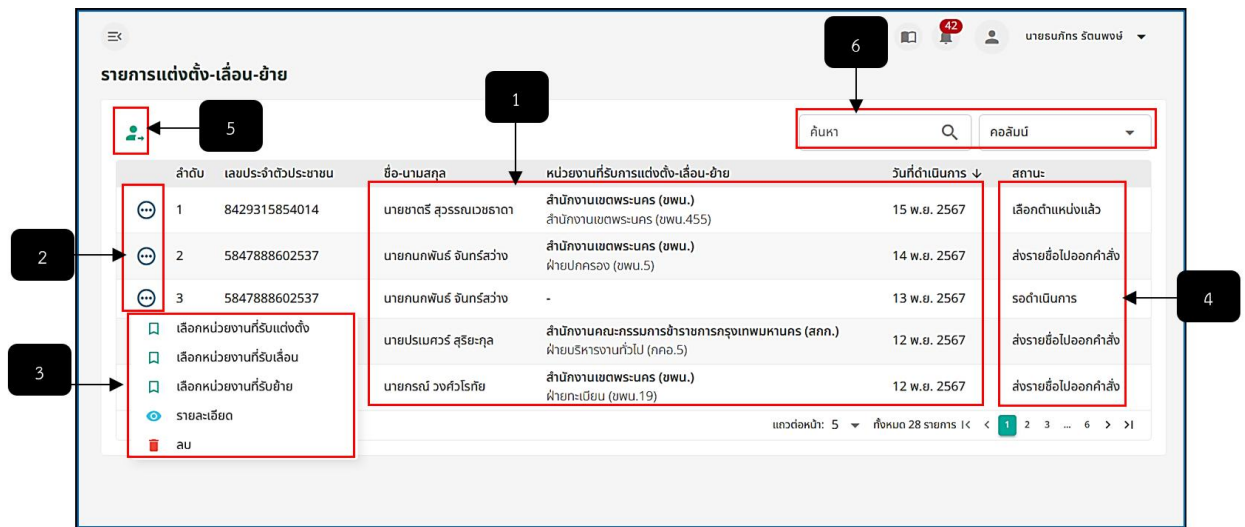 42
นายธนภัทร รัตนพงษ์
6
รายการแต่งตั้ง-เลื่อน-ย้าย
1
5
ค้นหา
คอลัมน์
ลำดับ เลขประจำตัวประชาชน ชื่อ-นามสกุล หน่วยงานที่รับการแต่งตั้ง-เลื่อน-ย้าย วันที่ดำเนินการ ↓ สถานะ
1 8429315854014 นายชาตรี สุวรรณเวชธาดา สำนักงานเขตพระนคร (ขพน.) 15 พ.ย. 2567 เลือกตำแหน่งแล้ว
สำนักงานเขตพระนคร (ขพน.455)
2
2 5847888602537 นายกนกพันธ์ จันทร์สว่าง สำนักงานเขตพระนคร (ขพน.) 14 พ.ย. 2567 ส่งรายชื่อไปออกคำสั่ง
ฝ่ายปกครอง (ขพน.5)
3 5847888602537 นายกนกพันธ์ จันทร์สว่าง - 13 พ.ย. 2567 รอดำเนินการ
4
เลือกหน่วยงานที่รับแต่งตั้ง
นายปรเมศวร์ สุริยะกุล สำนักงานคณะกรรมการข้าราชการกรุงเทพมหานคร (สกก.) 12 พ.ย. 2567 ส่งรายชื่อไปออกคำสั่ง
ฝ่ายบริหารงานทั่วไป (กคอ.5)
เลือกหน่วยงานที่รับเลื่อน
3
เลือกหน่วยงานที่รับย้าย
นายกรณ์ วงศ์วโรทัย สำนักงานเขตพระนคร (ขพน.) 12 พ.ย. 2567 ส่งรายชื่อไปออกคำสั่ง
ฝ่ายทะเบียน (ขพน.19)
รายละเอียด
ลบ
แถวต่อหน้า: 5 ทั้งหมด 28 รายการ |< < 1 2 3 ... 6 > >|